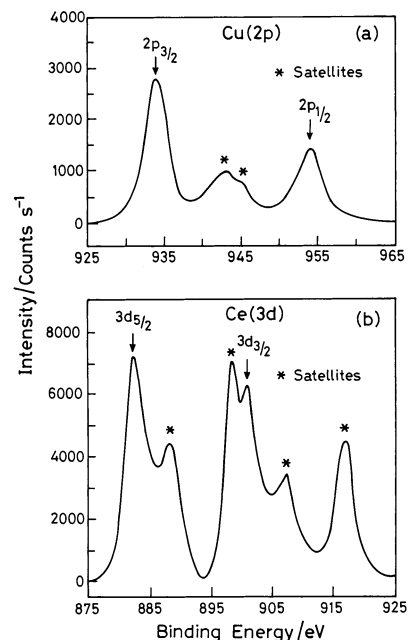 Cu(2p) (a)
2p3/2
* Satellites
2p1/2
4000
3000
2000
1000
0
925 935 945 955 965
Intensity/Counts s⁻¹
Ce(3d) (b)
3d5/2
3d3/2
* Satellites
8000
6000
4000
2000
0
875 885 895 905 915 925
Binding Energy/eV